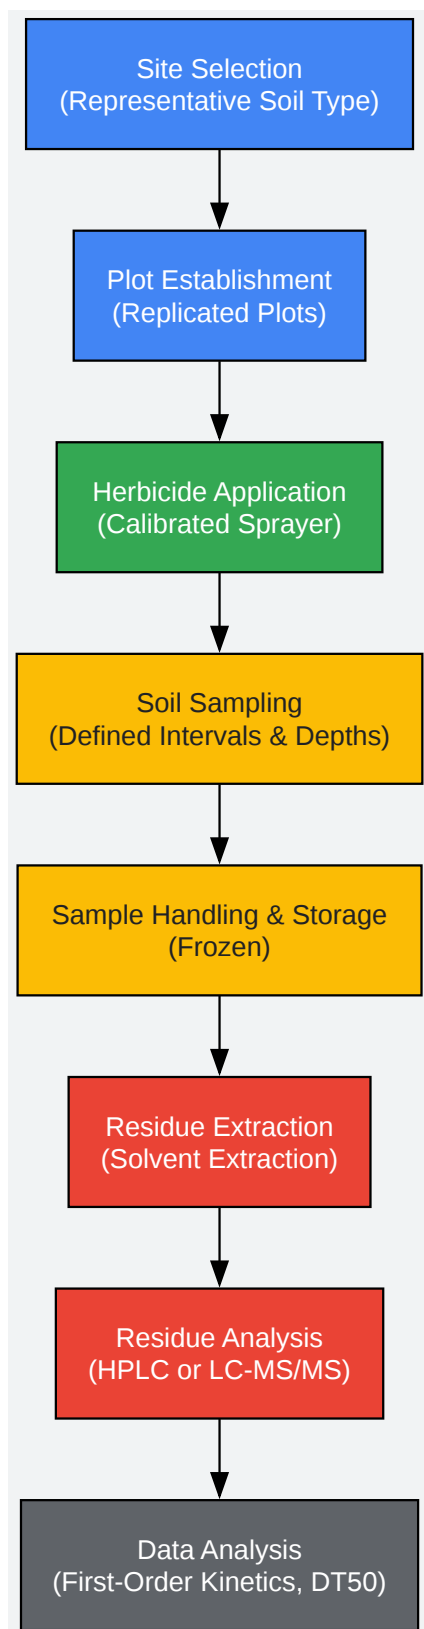 Site Selection
(Representative Soil Type)
Plot Establishment
(Replicated Plots)
Herbicide Application
(Calibrated Sprayer)
Soil Sampling
(Defined Intervals & Depths)
Sample Handling & Storage
(Frozen)
Residue Extraction
(Solvent Extraction)
Residue Analysis
(HPLC or LC-MS/MS)
Data Analysis
(First-Order Kinetics, DT50)